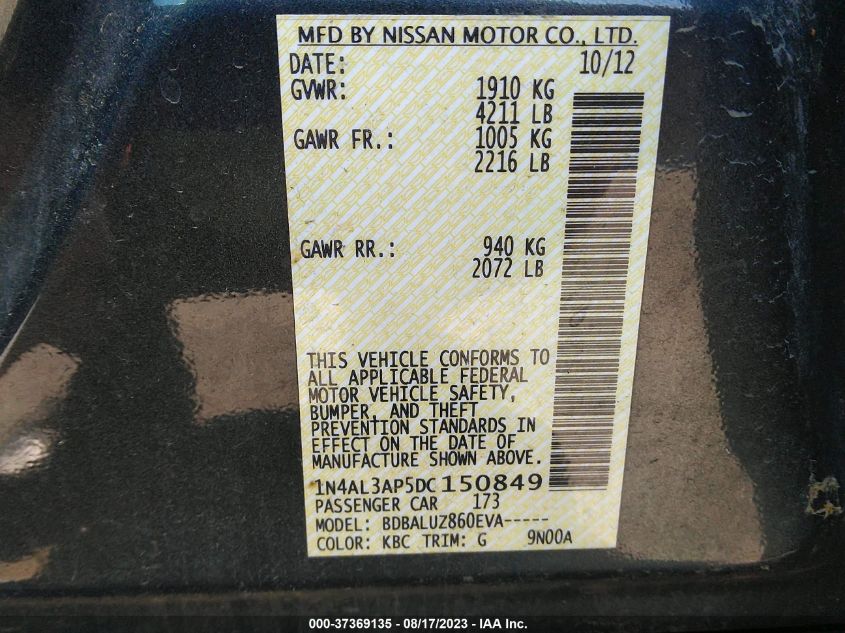 MFD BY NISSAN MOTOR CO., LTD.
DATE: 10/12
GVWR: 1910 KG
4211 LB
GAWR FR.: 1005 KG
2216 LB
GAWR RR.: 940 KG
2072 LB
THIS VEHICLE CONFORMS TO
ALL APPLICABLE FEDERAL
MOTOR VEHICLE SAFETY,
BUMPER, AND THEFT
PREVENTION STANDARDS IN
EFFECT ON THE DATE OF
MANUFACTURE SHOWN ABOVE.
1N4AL3AP5DC150849
PASSENGER CAR 173
MODEL: BDBALUZ860EVA-----
COLOR: KBC TRIM: G 9N00A
000-37369135 - 08/17/2023 - IAA Inc.